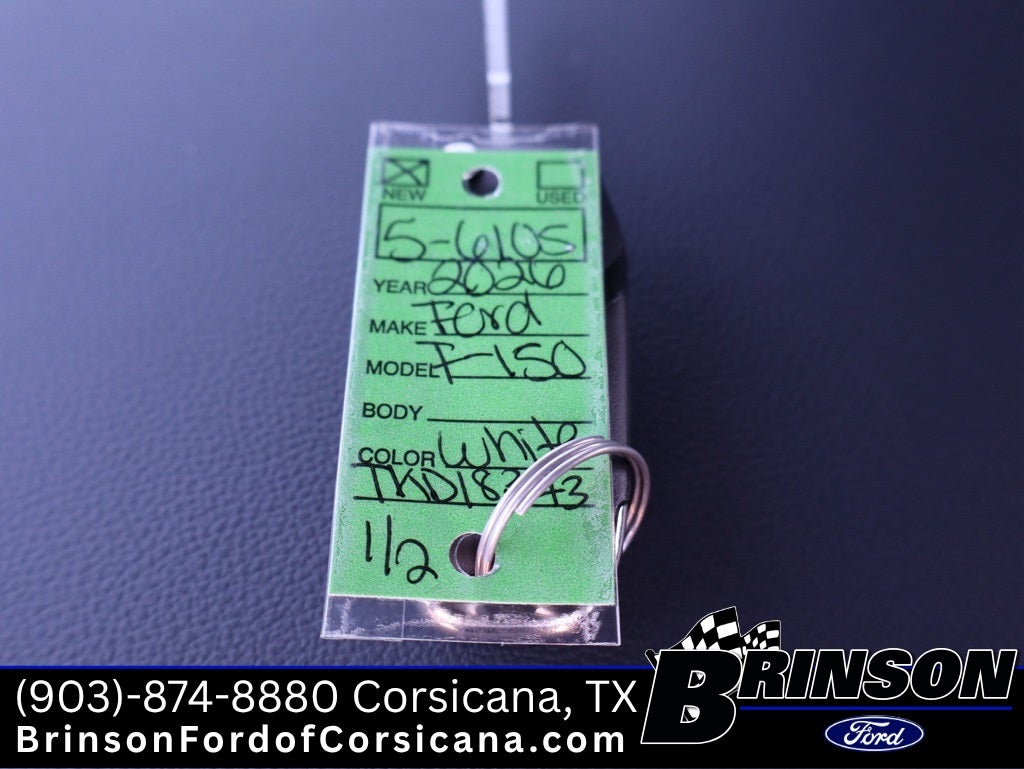 NEW USED
5-610S
YEAR 2026
MAKE Ford
MODEL F-150
BODY
COLOR White
1/2
(903)-874-8880 Corsicana, TX
BrinsonFordofCorsicana.com
BRINSON
Ford